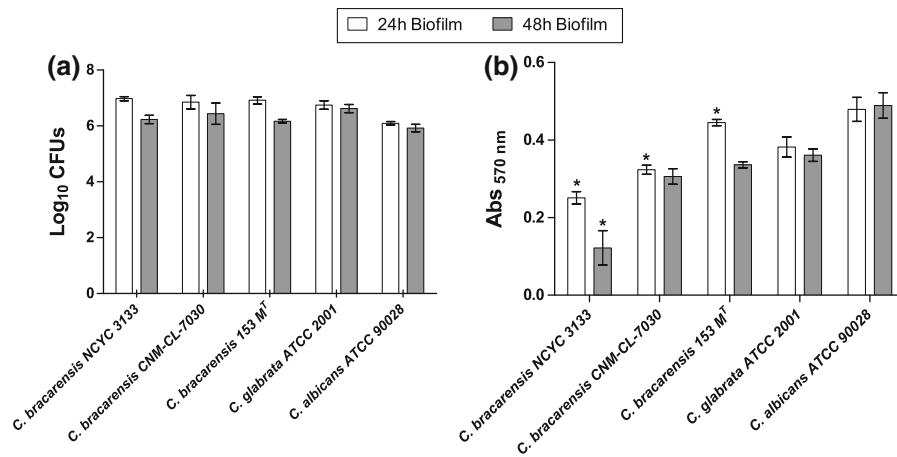 24h Biofilm 48h Biofilm
(a)
Log10 CFUs
8
6
4
2
0
C. bracarensis NCYC 3133
C. bracarensis CNM-CL-7030
C. bracarensis 153 M^T
C. glabrata ATCC 2001
C. albicans ATCC 90028
(b)
Abs 570 nm
0.6
0.4
0.2
0.0
*
*
*
*
C. bracarensis NCYC 3133
C. bracarensis CNM-CL-7030
C. bracarensis 153 M^T
C. glabrata ATCC 2001
C. albicans ATCC 90028